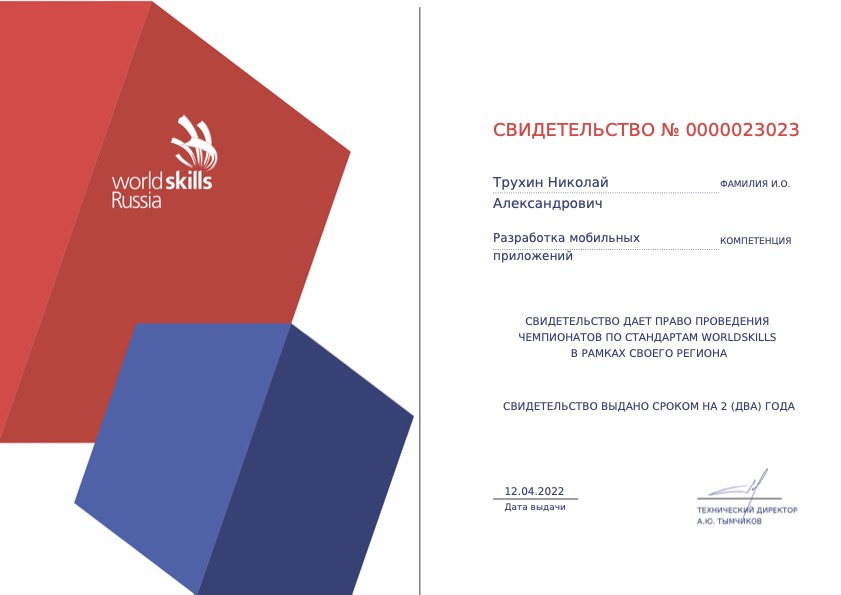 world skills
Russia
СВИДЕТЕЛЬСТВО № 0000023023
Трухин Николай
ФАМИЛИЯ И.О.
Александрович
Разработка мобильных
КОМПЕТЕНЦИЯ
приложений
СВИДЕТЕЛЬСТВО ДАЕТ ПРАВО ПРОВЕДЕНИЯ
ЧЕМПИОНАТОВ ПО СТАНДАРТАМ WORLDSKILLS
В РАМКАХ СВОЕГО РЕГИОНА
СВИДЕТЕЛЬСТВО ВЫДАНО СРОКОМ НА 2 (ДВА) ГОДА
12.04.2022
Дата выдачи
ТЕХНИЧЕСКИЙ ДИРЕКТОР
А.Ю. ТЫМЧИКОВ